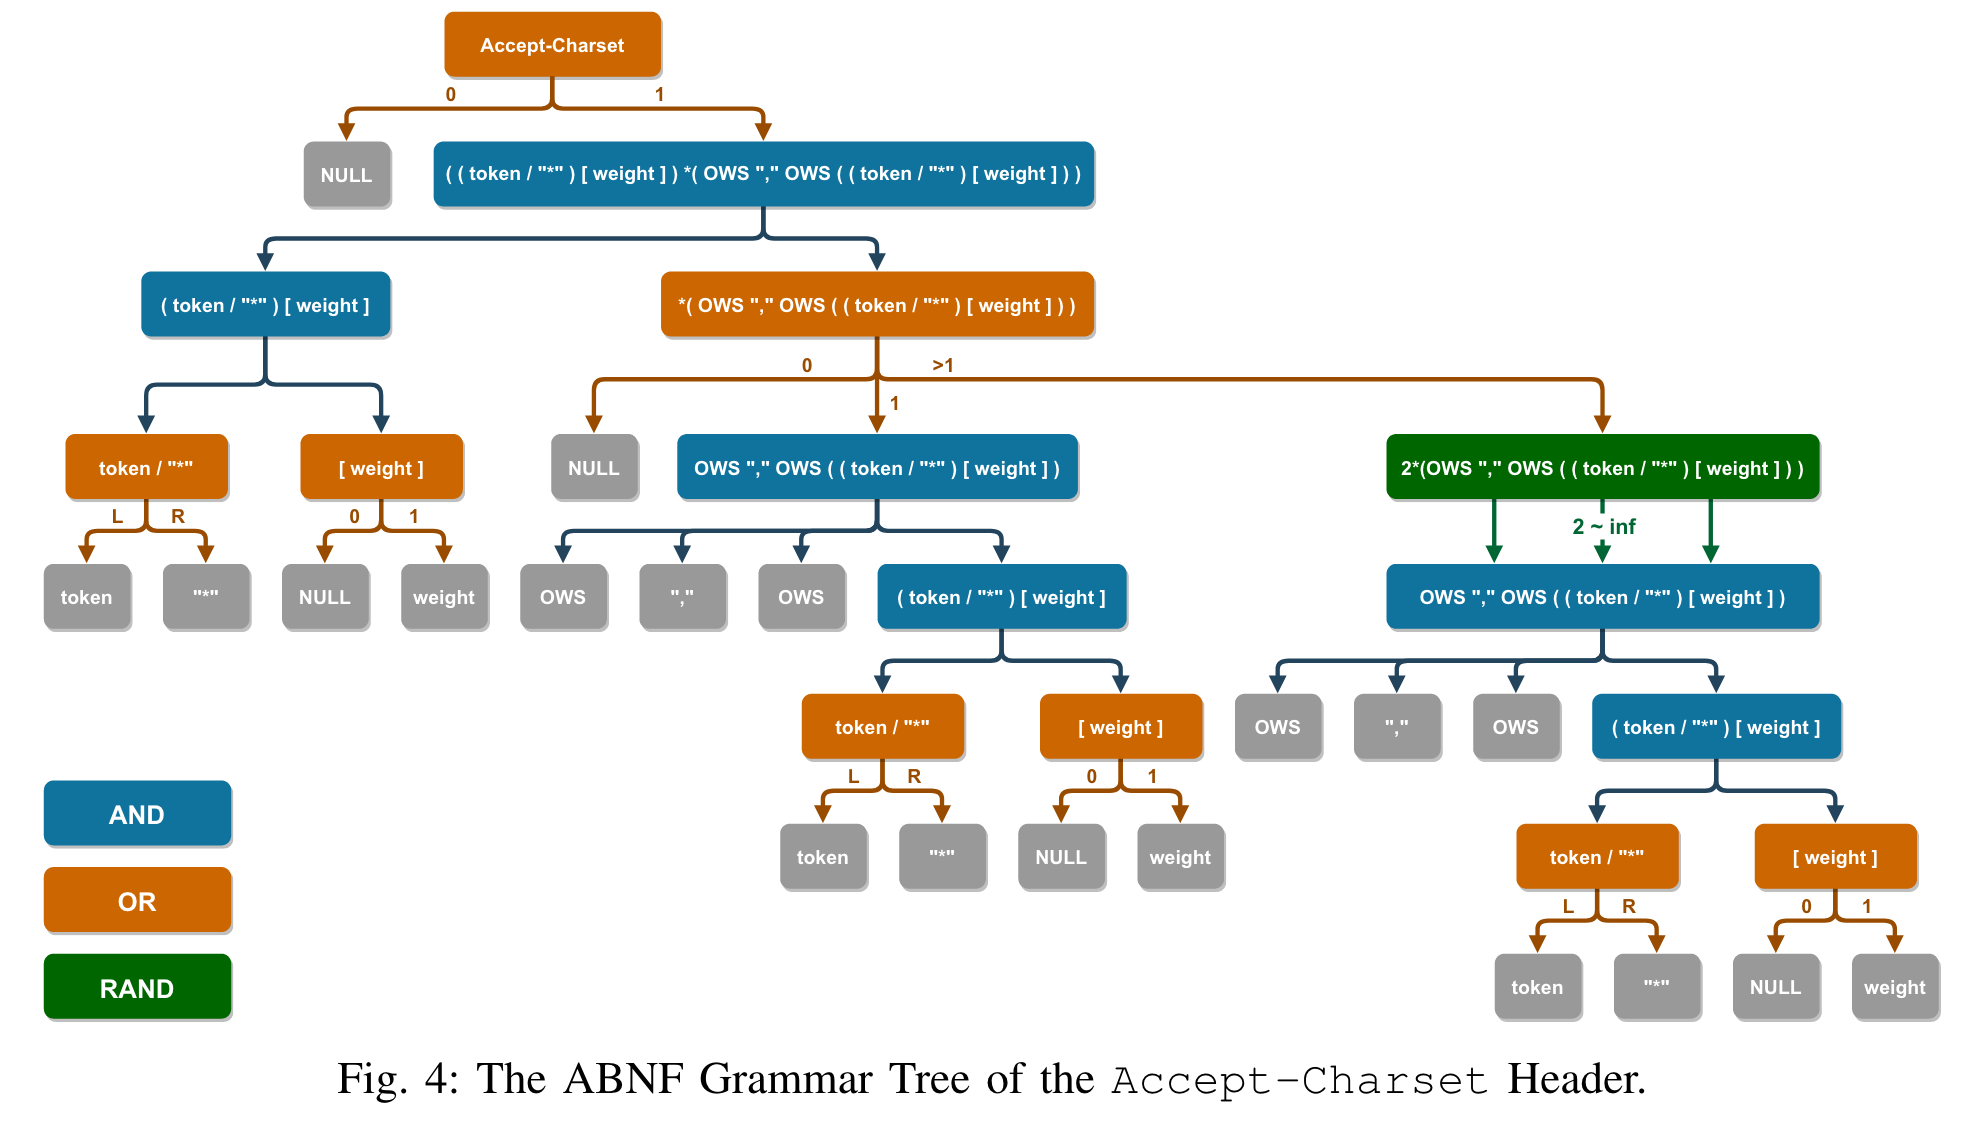 Accept-Charset
0 1
NULL
( ( token / "*" ) [ weight ] ) *( OWS "," OWS ( ( token / "*" ) [ weight ] ) )
( token / "*" ) [ weight ]
*( OWS "," OWS ( ( token / "*" ) [ weight ] ) )
0 >1
1
token / "*"
[ weight ]
NULL
OWS "," OWS ( ( token / "*" ) [ weight ] )
2*(OWS "," OWS ( ( token / "*" ) [ weight ] ) )
L R
0 1
2 ~ inf
token
"*"
NULL
weight
OWS
","
OWS
( token / "*" ) [ weight ]
OWS "," OWS ( ( token / "*" ) [ weight ] )
token / "*"
[ weight ]
OWS
","
OWS
( token / "*" ) [ weight ]
L R
0 1
token
"*"
NULL
weight
token / "*"
[ weight ]
L R
0 1
token
"*"
NULL
weight
AND
OR
RAND
Fig. 4: The ABNF Grammar Tree of the Accept-Charset Header.